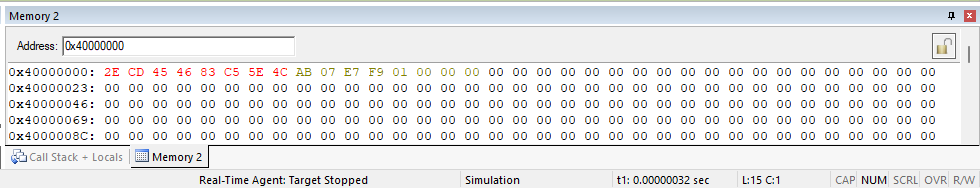 Memory 2
Address: 0x40000000
0x40000000: 2E CD 45 46 83 C5 5E 4C AB 07 E7 F9 01 00 00 00 00 00 00 00 00 00 00 00 00 00 00 00 00 00 00 00 00 00 00
0x40000023: 00 00 00 00 00 00 00 00 00 00 00 00 00 00 00 00 00 00 00 00 00 00 00 00 00 00 00 00 00 00 00 00 00 00 00
0x40000046: 00 00 00 00 00 00 00 00 00 00 00 00 00 00 00 00 00 00 00 00 00 00 00 00 00 00 00 00 00 00 00 00 00 00 00
0x40000069: 00 00 00 00 00 00 00 00 00 00 00 00 00 00 00 00 00 00 00 00 00 00 00 00 00 00 00 00 00 00 00 00 00 00 00
0x4000008C: 00 00 00 00 00 00 00 00 00 00 00 00 00 00 00 00 00 00 00 00 00 00 00 00 00 00 00 00 00 00 00 00 00 00 00
Call Stack + Locals Memory 2
Real-Time Agent: Target Stopped Simulation t1: 0.00000032 sec L:15 C:1 CAP NUM SCRL OVR R/W